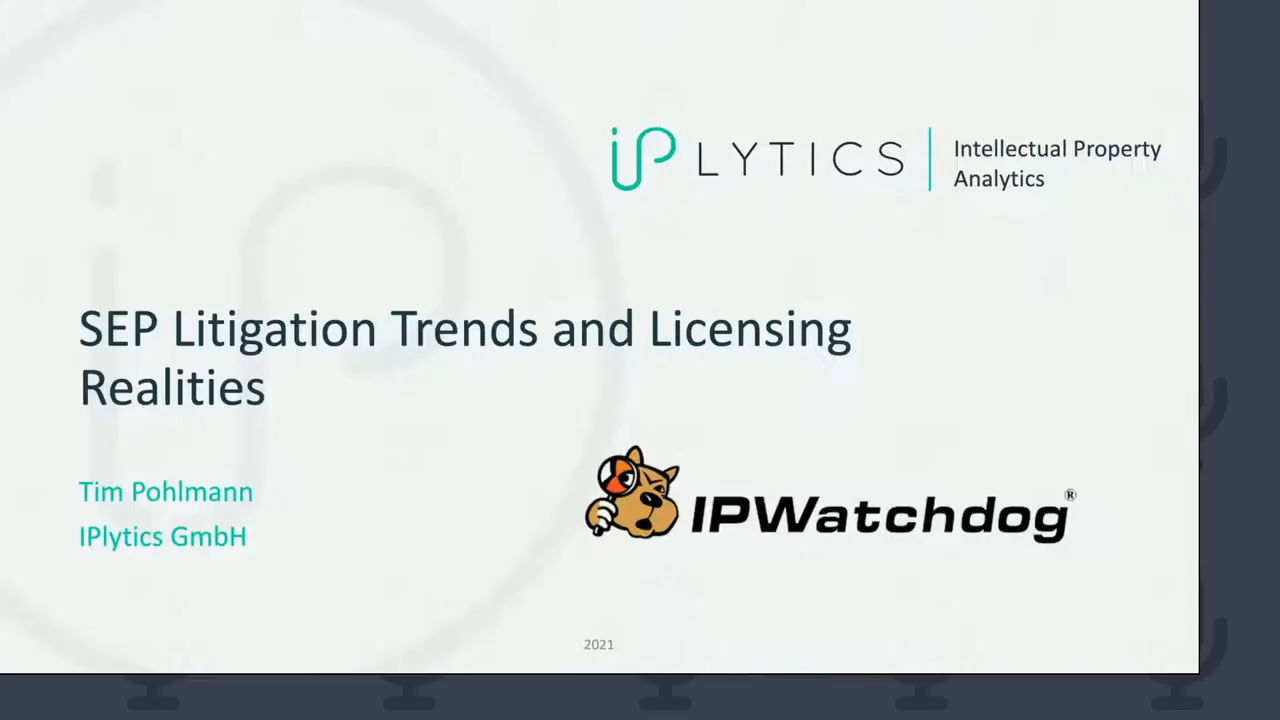 iPLYTICS
Intellectual Property
Analytics
SEP Litigation Trends and Licensing
Realities
Tim Pohlmann
IPlytics GmbH
IPWatchdog®
2021